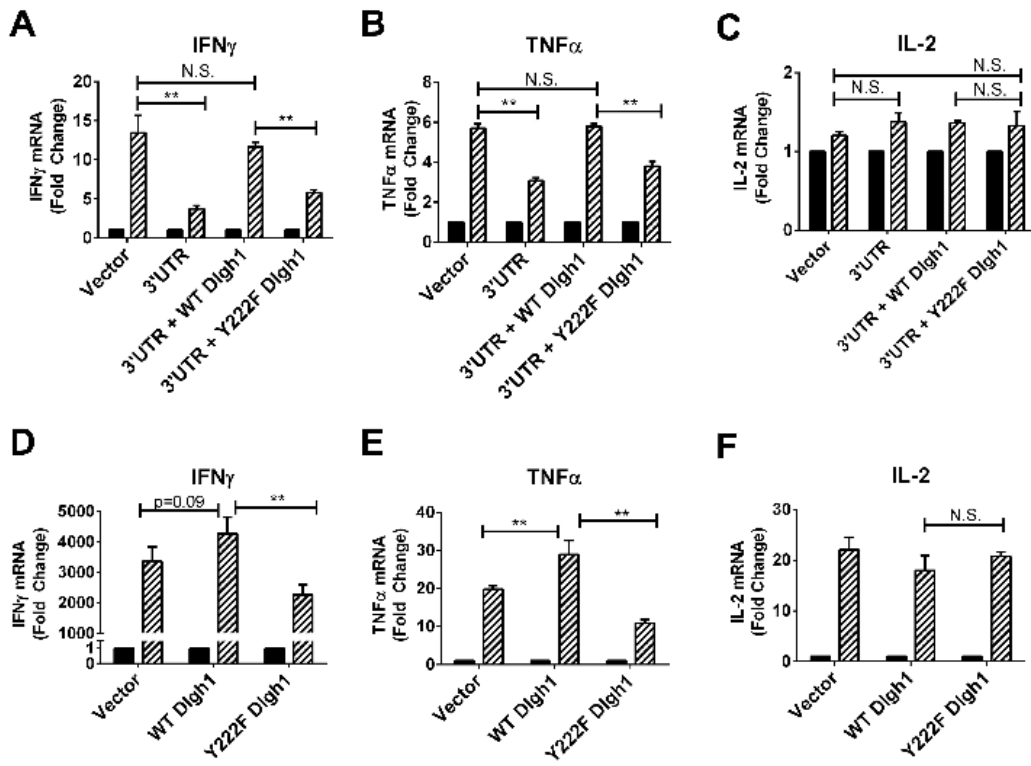 A
IFNγ
IFNγ mRNA
(Fold Change)
15
10
5
0
N.S.
**
**
Vector
3'UTR
3'UTR + WT Dlgh1
3'UTR + Y222F Dlgh1
B
TNFα
TNFα mRNA
(Fold Change)
8
6
4
2
0
N.S.
**
**
Vector
3'UTR
3'UTR + WT Dlgh1
3'UTR + Y222F Dlgh1
C
IL-2
IL-2 mRNA
(Fold Change)
2
1
0
N.S.
N.S.
N.S.
Vector
3'UTR
3'UTR + WT Dlgh1
3'UTR + Y222F Dlgh1
D
IFNγ
IFNγ mRNA
(Fold Change)
5000
4000
3000
2000
1000
1
0
p=0.09
**
Vector
WT Dlgh1
Y222F Dlgh1
E
TNFα
TNFα mRNA
(Fold Change)
40
30
20
10
0
**
**
Vector
WT Dlgh1
Y222F Dlgh1
F
IL-2
IL-2 mRNA
(Fold Change)
30
20
10
0
N.S.
Vector
WT Dlgh1
Y222F Dlgh1